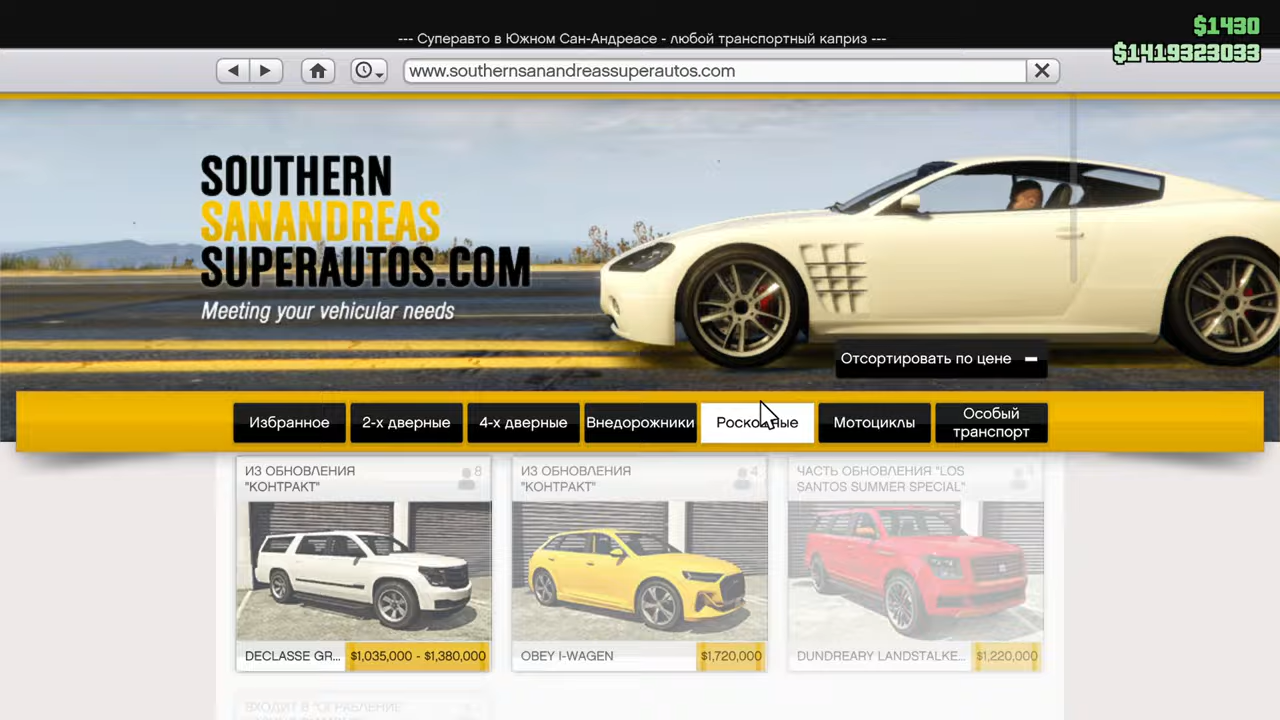 $1430
--- Суперавто в Южном Сан-Андреасе - любой транспортный каприз ---
$1419323033
www.southernsanandreassuperautos.com
SOUTHERN
SANANDREAS
SUPERAUTOS.COM
Meeting your vehicular needs
Отсортировать по цене
Избранное
2-х дверные
4-х дверные
Внедорожники
Роскошные
Мотоциклы
Особый
транспорт
ИЗ ОБНОВЛЕНИЯ
"КОНТРАКТ"
8
DECLASSE GR...
$1,035,000 - $1,380,000
ИЗ ОБНОВЛЕНИЯ
"КОНТРАКТ"
4
OBEY I-WAGEN
$1,720,000
ЧАСТЬ ОБНОВЛЕНИЯ "LOS
SANTOS SUMMER SPECIAL"
4
DUNDREARY LANDSTALKE...
$1,220,000
ВХОДИТ В "ОГРАБЛЕНИЕ